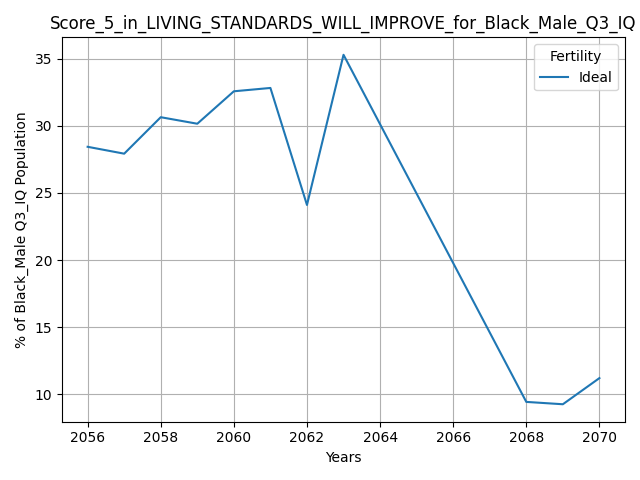 Score_5_in_LIVING_STANDARDS_WILL_IMPROVE_for_Black_Male_Q3_IQ
Fertility
Ideal
% of Black_Male Q3_IQ Population
35
30
25
20
15
10
2056
2058
2060
2062
2064
2066
2068
2070
Years